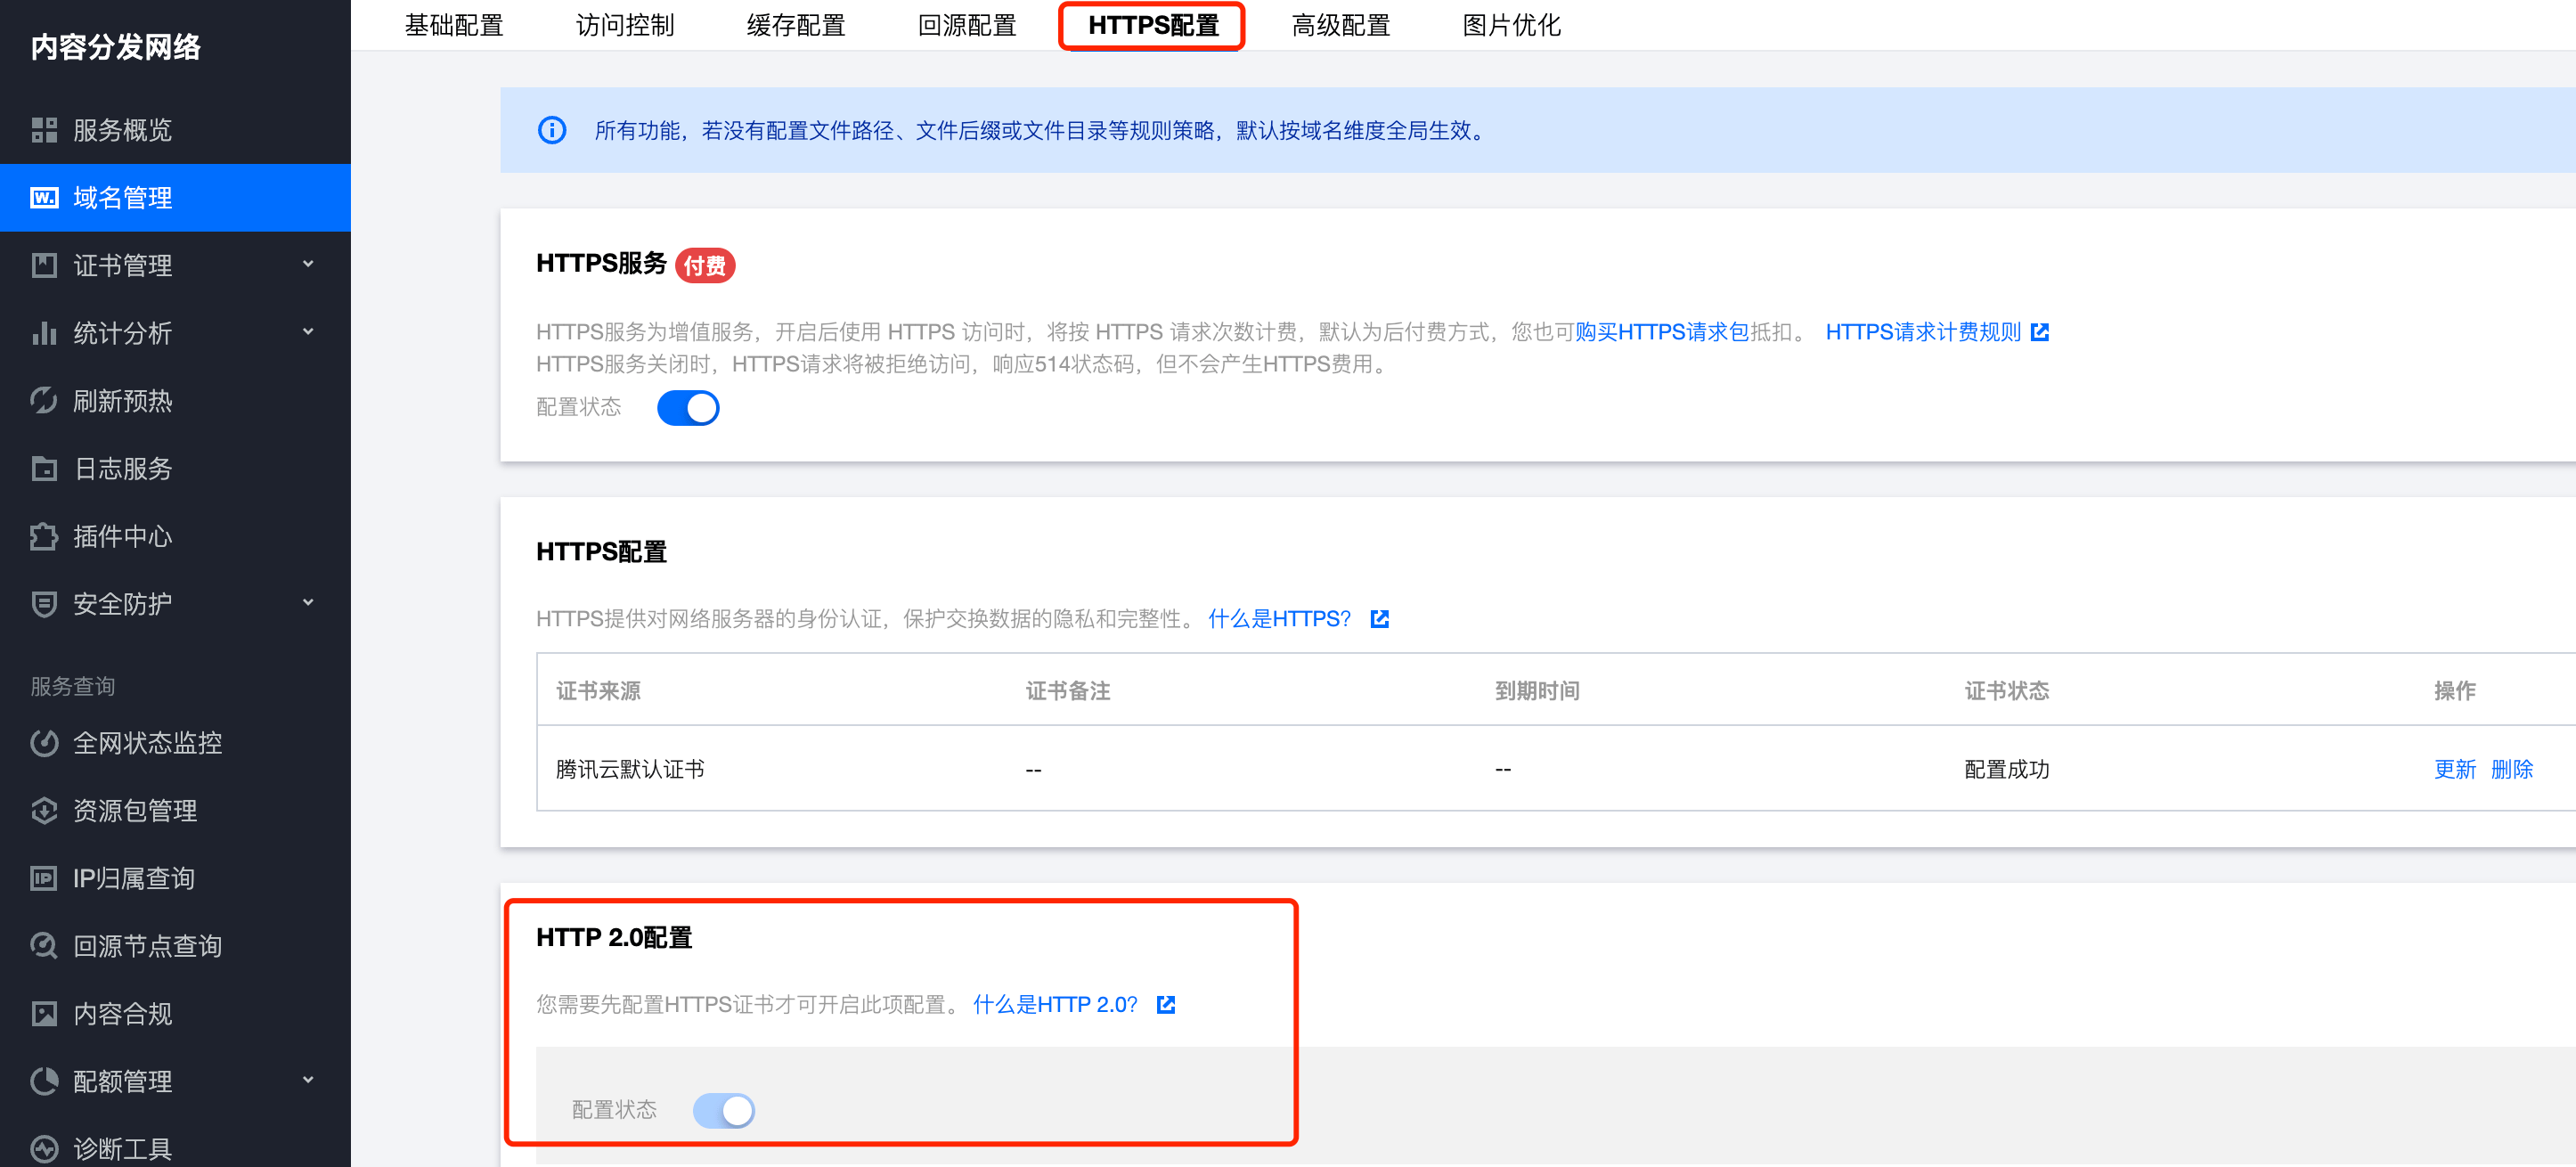 内容分发网络
服务概览
域名管理
证书管理
统计分析
刷新预热
日志服务
插件中心
安全防护
服务查询
全网状态监控
资源包管理
IP归属查询
回源节点查询
内容合规
配额管理
诊断工具
基础配置 访问控制 缓存配置 回源配置 HTTPS配置 高级配置 图片优化
所有功能，若没有配置文件路径、文件后缀或文件目录等规则策略，默认按域名维度全局生效。
HTTPS服务 付费
HTTPS服务为增值服务，开启后使用 HTTPS 访问时，将按 HTTPS 请求次数计费，默认为后付费方式，您也可购买HTTPS请求包抵扣。 HTTPS请求计费规则
HTTPS服务关闭时，HTTPS请求将被拒绝访问，响应514状态码，但不会产生HTTPS费用。
配置状态
HTTPS配置
HTTPS提供对网络服务器的身份认证，保护交换数据的隐私和完整性。 什么是HTTPS?
证书来源 证书备注 到期时间 证书状态 操作
腾讯云默认证书 -- -- 配置成功 更新 删除
HTTP 2.0配置
您需要先配置HTTPS证书才可开启此项配置。 什么是HTTP 2.0?
配置状态